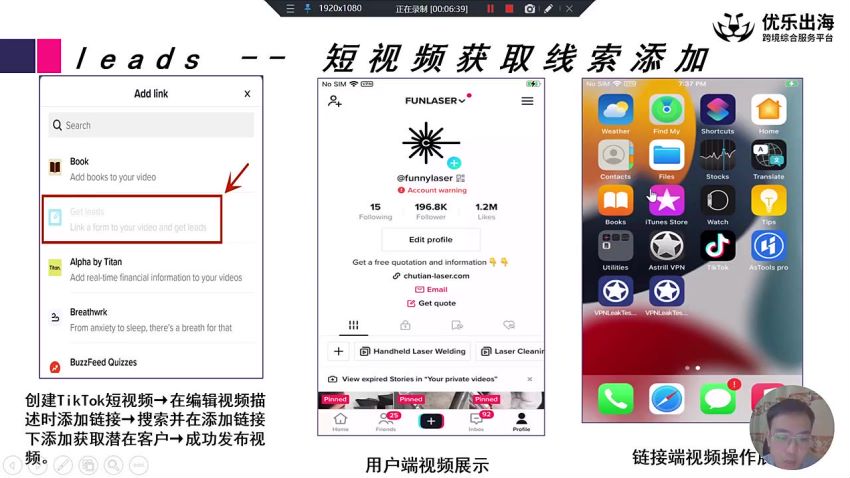 1920x1080
正在录制 [00:06:39]
优乐出海
跨境综合服务平台
leads -- 短视频获取线索添加
Add link
X
Search
Book
Add books to your video
Get leads
Link a form to your video and get leads
Alpha by Titan
Add real-time financial information to your videos
Titan.
Breathwrk
From anxiety to sleep, there's a breath for that
BuzzFeed Quizzes
创建TikTok短视频→在编辑视频描
述时添加链接→搜索并在添加链接
下添加获取潜在客户→成功发布视
频。
No SIM VPN
FUNLASER
@funnylaser
Account warning
15 196.8K 1.2M
Following Follower Likes
Edit profile
Get a free quotation and information
chutian-laser.com
Email
Get quote
Handheld Laser Welding
Laser Cleanin
View expired Stories in "Your private videos"
Pinned Pinned Pinned
25 92
Home Friends Inbox Profile
用户端视频展示
No SIM VPN 7:37 PM
Weather Find My Shortcuts Home
Contacts Files Stocks Translate
Books iTunes Store Watch Tips
Utilities Astrill VPN TikTok AsTools pro
VPNLeakTes... VPNLeakTes...
链接端视频操作展